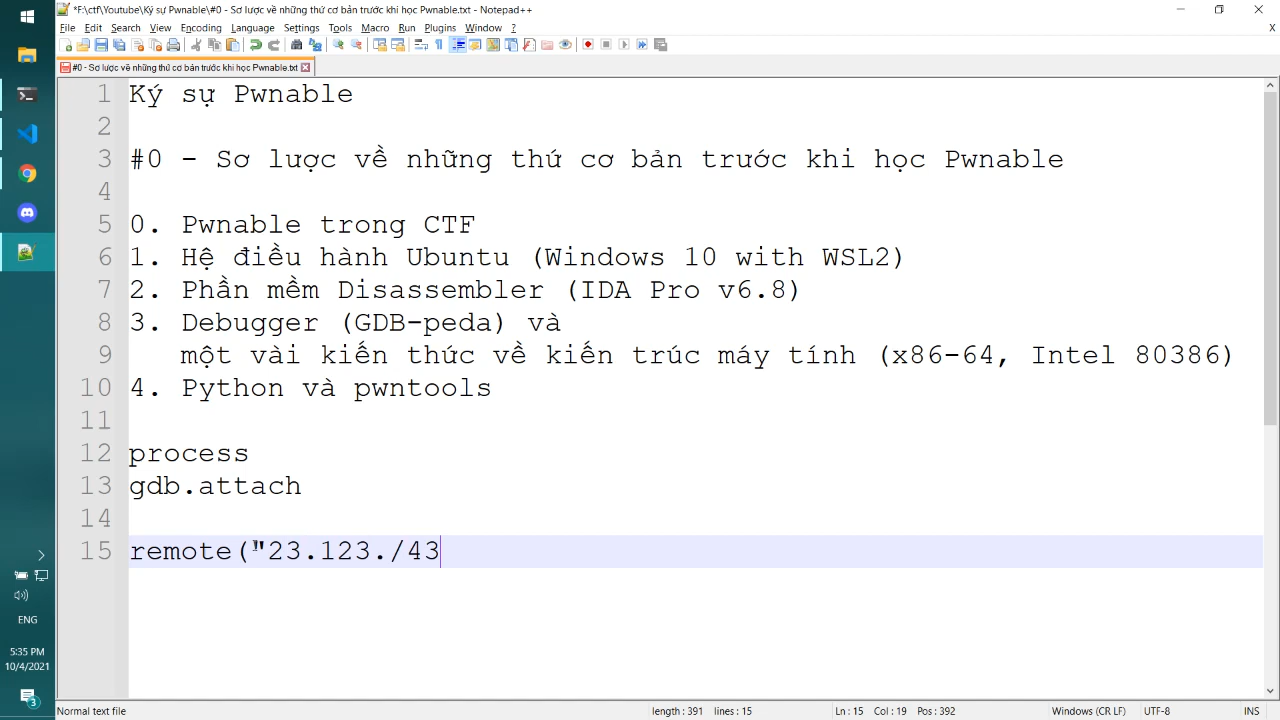 *F:\ctf\Youtube\Ký sự Pwnable\#0 - Sơ lược về những thứ cơ bản trước khi học Pwnable.txt - Notepad++
File Edit Search View Encoding Language Settings Tools Macro Run Plugins Window ?
X
#0 - Sơ lược về những thứ cơ bản trước khi học Pwnable.txt
1 Ký sự Pwnable
2
3 #0 - Sơ lược về những thứ cơ bản trước khi học Pwnable
4
5 0. Pwnable trong CTF
6 1. Hệ điều hành Ubuntu (Windows 10 with WSL2)
7 2. Phần mềm Disassembler (IDA Pro v6.8)
8 3. Debugger (GDB-peda) và
9 một vài kiến thức về kiến trúc máy tính (x86-64, Intel 80386)
10 4. Python và pwntools
11
12 process
13 gdb.attach
14
15 remote("23.123./43
ENG
5:35 PM
10/4/2021
3
Normal text file length : 391 lines : 15 Ln : 15 Col : 19 Pos : 392 Windows (CR LF) UTF-8 INS